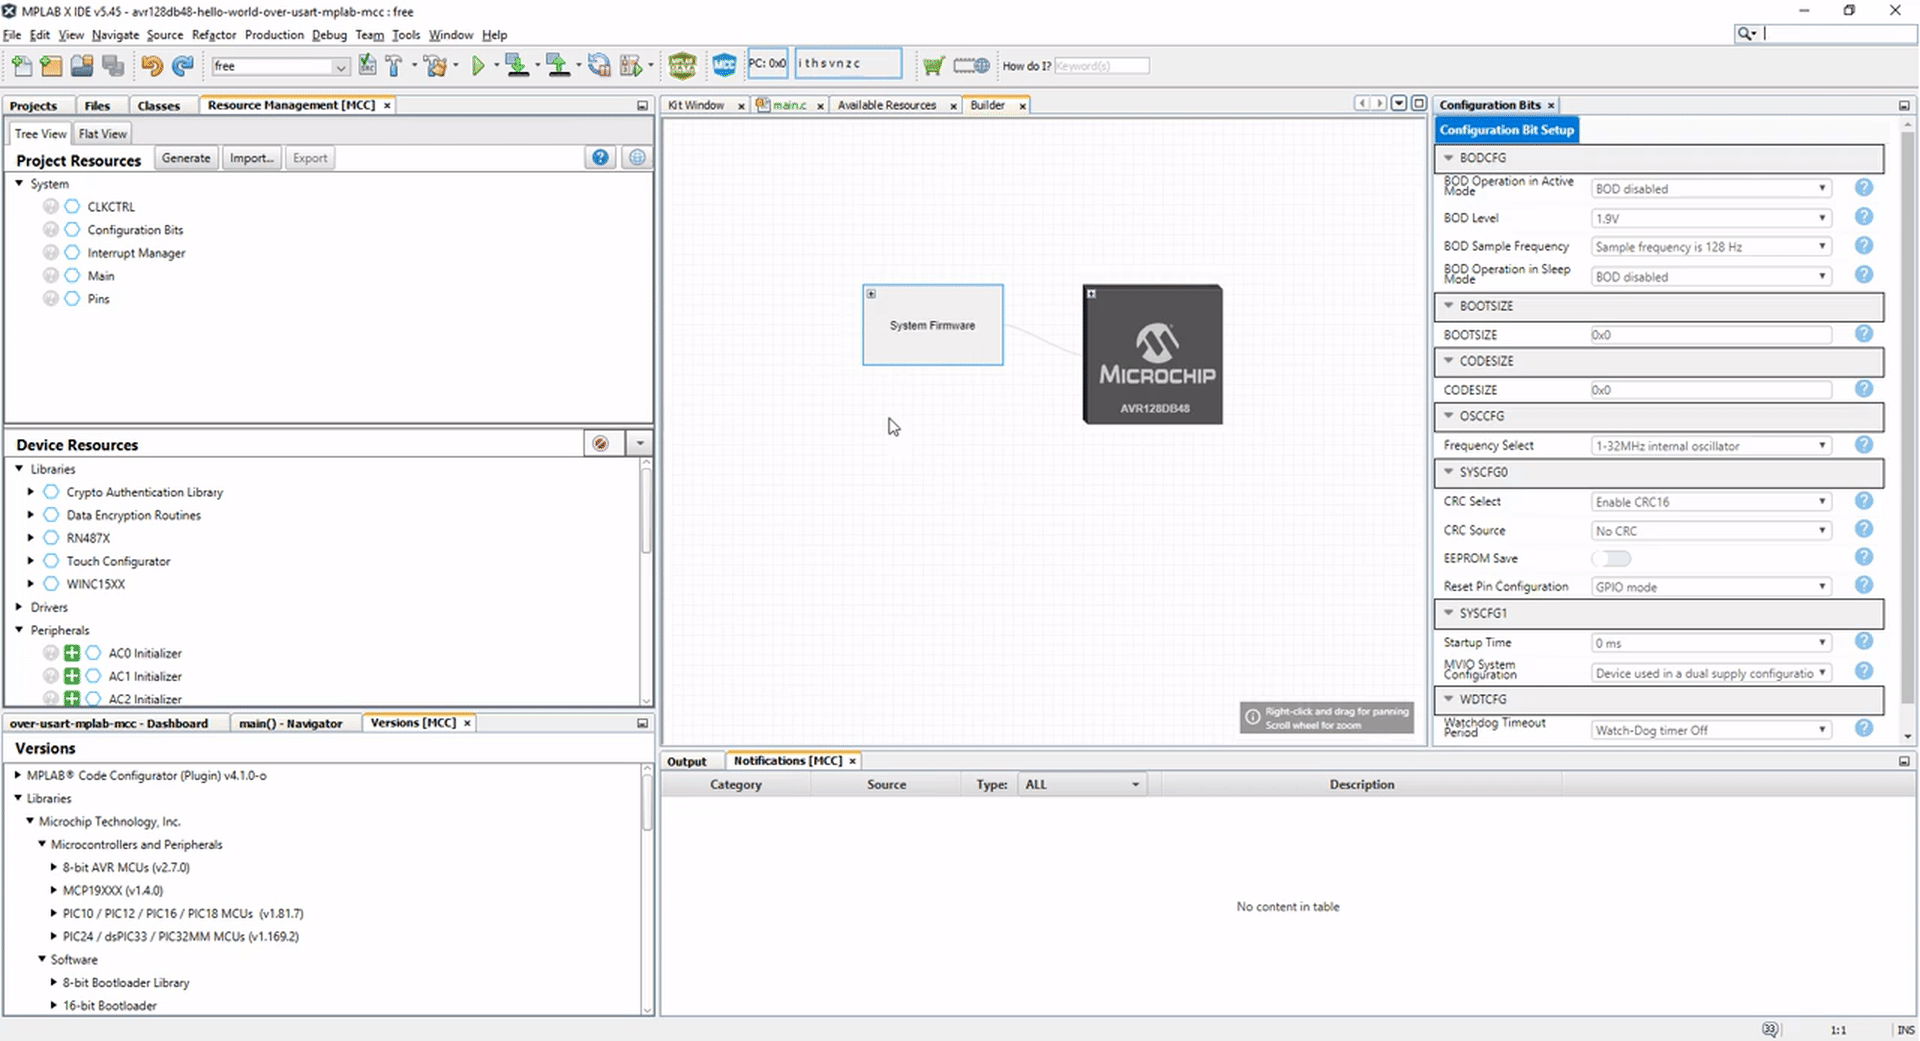 MPLAB X IDE v5.45 - avr128db48-hello-world-over-usart-mplab-mcc : free
File Edit View Navigate Source Refactor Production Debug Team Tools Window Help
free
PC: 0x0
i t h s v n z c
How do I? Keyword(s)
Projects Files Classes Resource Management [MCC] ×
Tree View Flat View
Project Resources Generate Import... Export
System
CLKCTRL
Configuration Bits
Interrupt Manager
Main
Pins
Device Resources
Libraries
Crypto Authentication Library
Data Encryption Routines
RN487X
Touch Configurator
WINC15XX
Drivers
Peripherals
AC0 Initializer
AC1 Initializer
AC2 Initializer
over-usart-mplab-mcc - Dashboard main() - Navigator Versions [MCC] ×
Versions
MPLAB® Code Configurator (Plugin) v4.1.0-o
Libraries
Microchip Technology, Inc.
Microcontrollers and Peripherals
8-bit AVR MCUs (v2.7.0)
MCP19XXX (v1.4.0)
PIC10 / PIC12 / PIC16 / PIC18 MCUs (v1.81.7)
PIC24 / dsPIC33 / PIC32MM MCUs (v1.169.2)
Software
8-bit Bootloader Library
16-bit Bootloader
Kit Window × main.c × Available Resources × Builder ×
System Firmware
MICROCHIP
AVR128DB48
Right-click and drag for panning
Scroll wheel for zoom
Configuration Bits ×
Configuration Bit Setup
BODCFG
BOD Operation in Active Mode BOD disabled
BOD Level 1.9V
BOD Sample Frequency Sample frequency is 128 Hz
BOD Operation in Sleep Mode BOD disabled
BOOTSIZE
BOOTSIZE 0x0
CODESIZE
CODESIZE 0x0
OSCCFG
Frequency Select 1-32MHz internal oscillator
SYSCFG0
CRC Select Enable CRC16
CRC Source No CRC
EEPROM Save
Reset Pin Configuration GPIO mode
SYSCFG1
Startup Time 0 ms
MVIO System Configuration Device used in a dual supply configuratio
WDTCFG
Watchdog Timeout Period Watch-Dog timer Off
Output Notifications [MCC] ×
Category Source Type: ALL Description
No content in table
33 1:1 INS